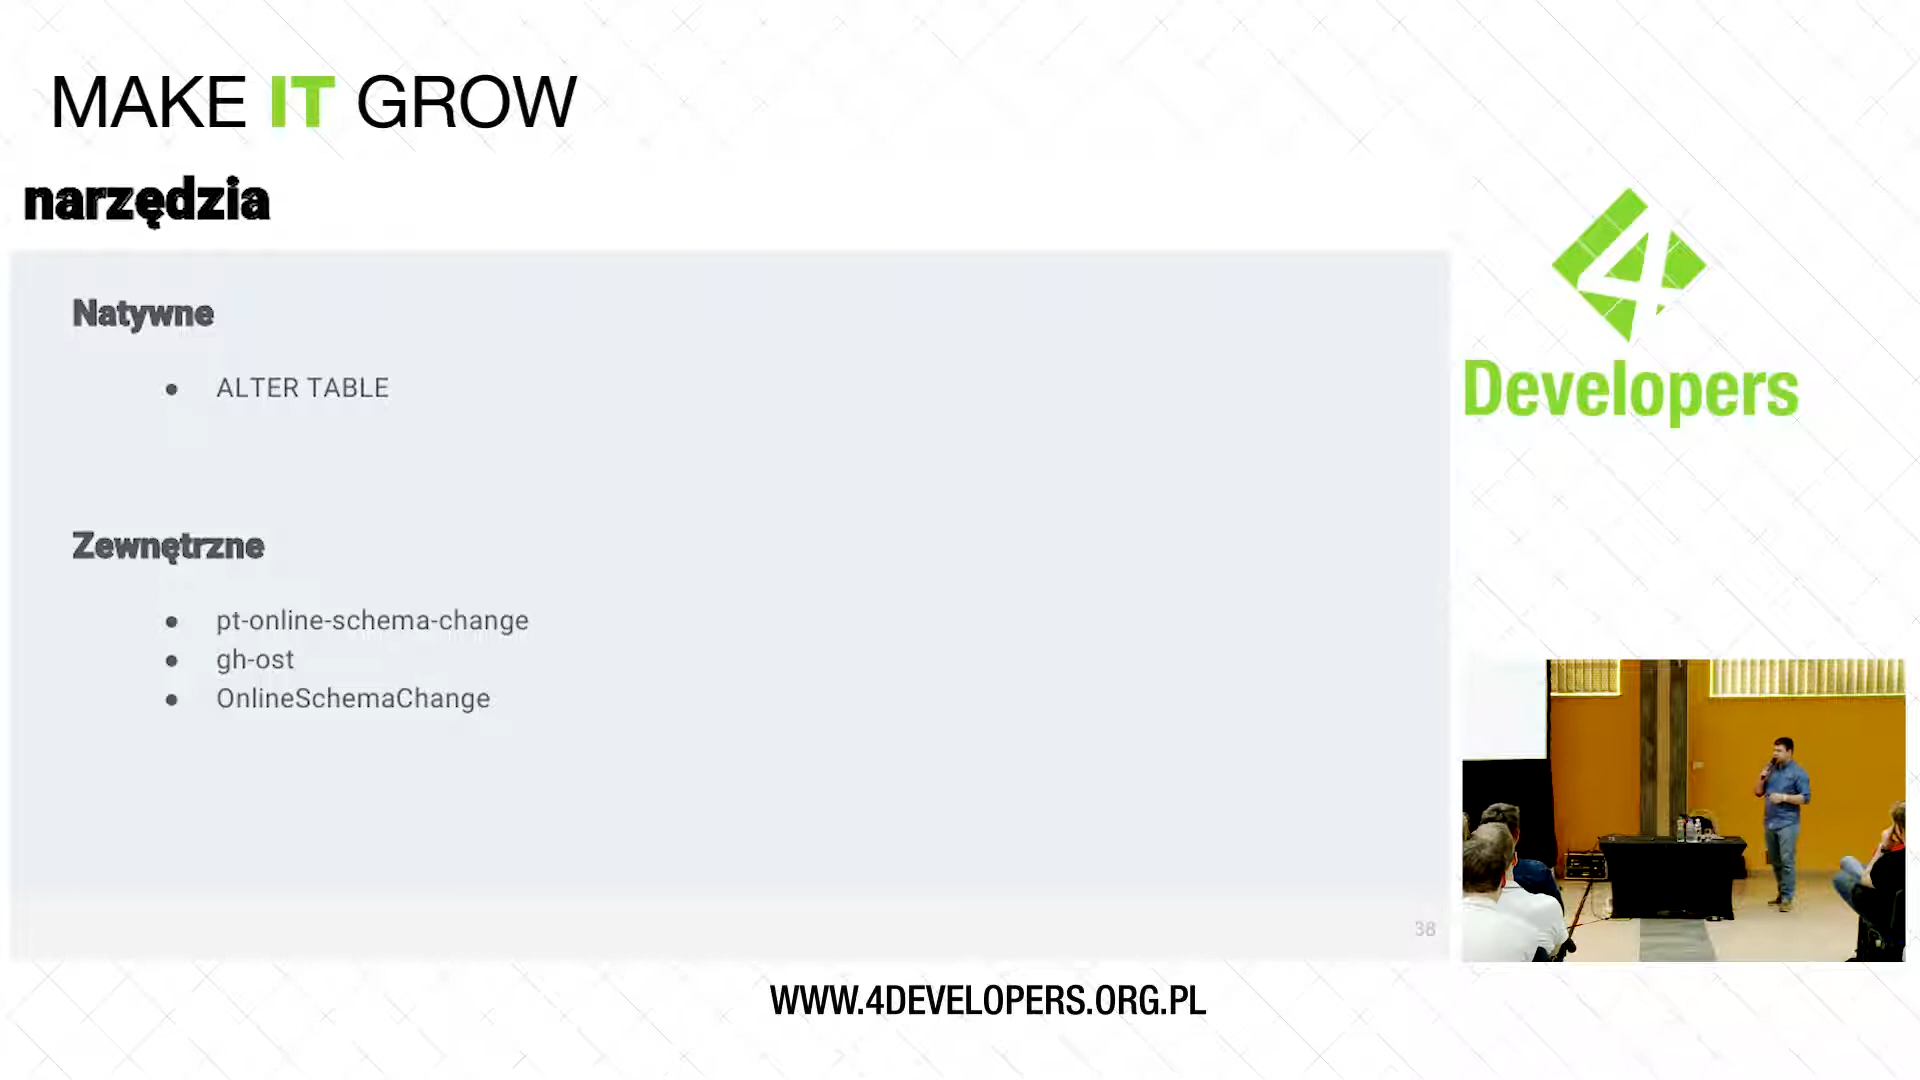 MAKE IT GROW
narzędzia
Natywne
● ALTER TABLE
Zewnętrzne
● pt-online-schema-change
● gh-ost
● OnlineSchemaChange
38
4
Developers
WWW.4DEVELOPERS.ORG.PL